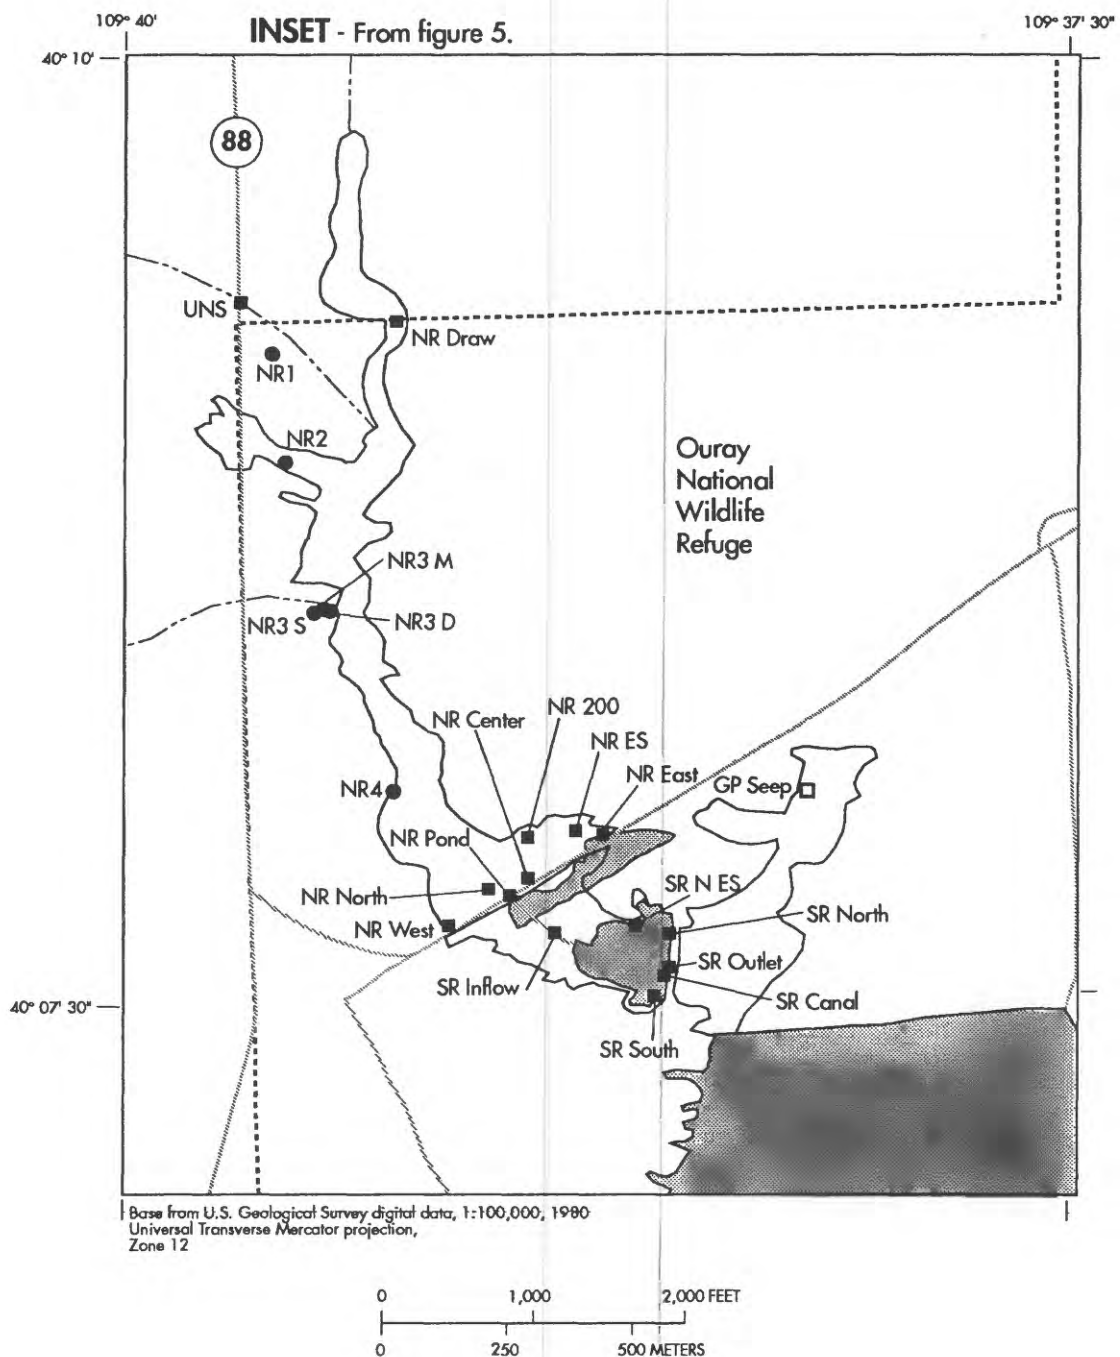 109° 40'
INSET - From figure 5.
109° 37' 30"
40° 10'
88
UNS
NR Draw
NR1
NR2
Ouray
National
Wildlife
Refuge
NR3 M
NR3 S
NR3 D
NR 200
NR Center
NR ES
NR East
GP Seep
NR4
NR Pond
SR N ES
NR North
SR North
NR West
SR Outlet
SR Inflow
SR Canal
40° 07' 30"
SR South
Base from U.S. Geological Survey digital data, 1:100,000, 1980
Universal Transverse Mercator projection,
Zone 12
0 1,000 2,000 FEET
0 250 500 METERS